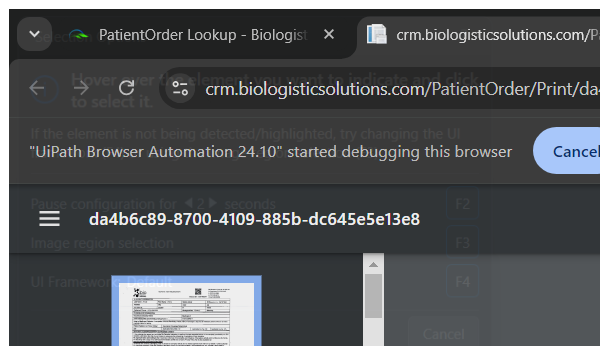 PatientOrder Lookup - Biologist
crm.biologisticsolutions.com/P
Hover over the element you want to indicate and click
to select it.
crm.biologisticsolutions.com/PatientOrder/Print/da4
If the element is not being detected/highlighted, try changing the UI
"UiPath Browser Automation 24.10" started debugging this browser
Cancel
Pause configuration for 2 seconds
F2
da4b6c89-8700-4109-885b-dc645e5e13e8
Image region selection
F3
UI Framework: Default
F4
Cancel